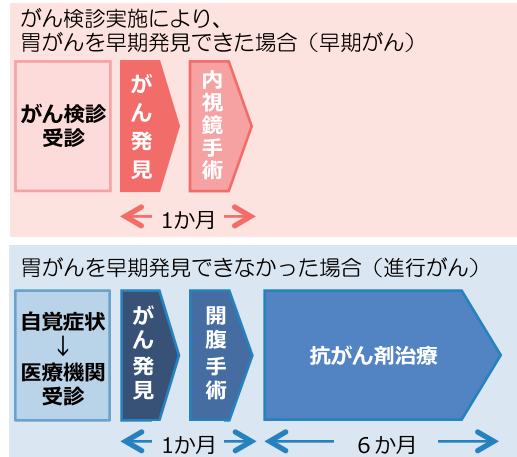 がん検診実施により、
胃がんを早期発見できた場合（早期がん）
がん検診
受診
がん発見
内視鏡手術
1か月
胃がんを早期発見できなかった場合（進行がん）
自覚症状
↓
医療機関
受診
がん発見
開腹手術
抗がん剤治療
1か月
６か月